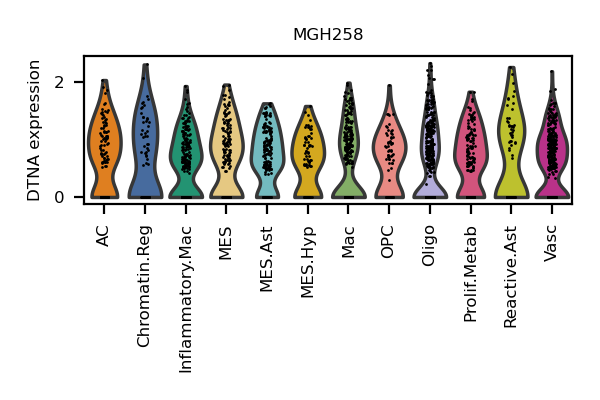 MGH258
DTNA expression
2
0
AC
Chromatin.Reg
Inflammatory.Mac
MES
MES.Ast
MES.Hyp
Mac
OPC
Oligo
Prolif.Metab
Reactive.Ast
Vasc